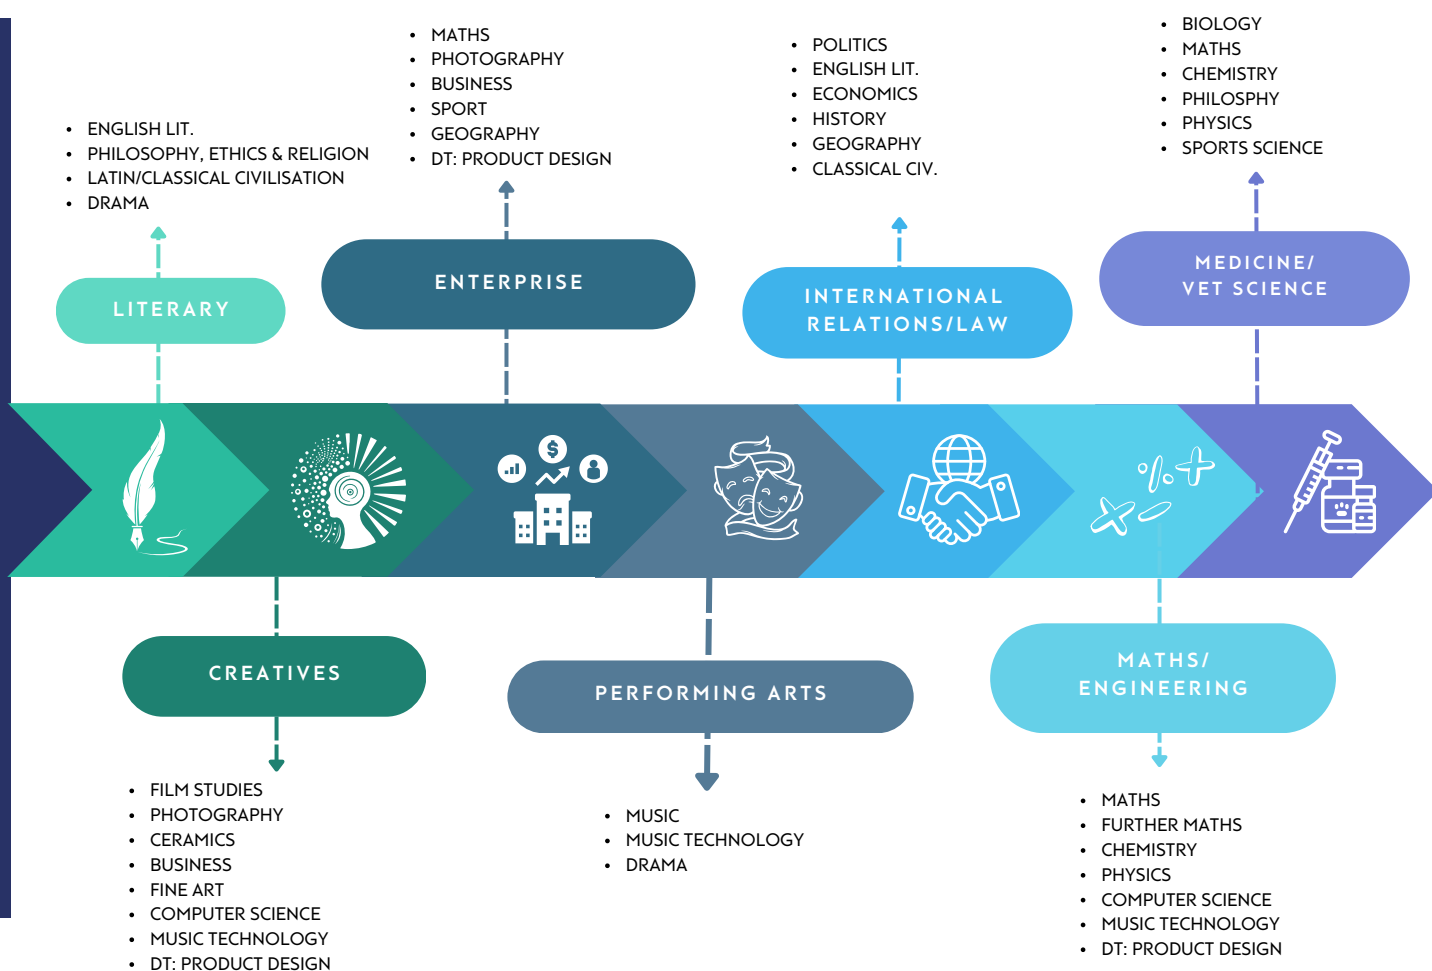 • ENGLISH LIT.
• PHILOSOPHY, ETHICS & RELIGION
• LATIN/CLASSICAL CIVILISATION
• DRAMA
LITERARY
• MATHS
• PHOTOGRAPHY
• BUSINESS
• SPORT
• GEOGRAPHY
• DT: PRODUCT DESIGN
ENTERPRISE
• POLITICS
• ENGLISH LIT.
• ECONOMICS
• HISTORY
• GEOGRAPHY
• CLASSICAL CIV.
INTERNATIONAL
RELATIONS/LAW
• BIOLOGY
• MATHS
• CHEMISTRY
• PHILOSPHY
• PHYSICS
• SPORTS SCIENCE
MEDICINE/
VET SCIENCE
CREATIVES
• FILM STUDIES
• PHOTOGRAPHY
• CERAMICS
• BUSINESS
• FINE ART
• COMPUTER SCIENCE
• MUSIC TECHNOLOGY
• DT: PRODUCT DESIGN
PERFORMING ARTS
• MUSIC
• MUSIC TECHNOLOGY
• DRAMA
MATHS/
ENGINEERING
• MATHS
• FURTHER MATHS
• CHEMISTRY
• PHYSICS
• COMPUTER SCIENCE
• MUSIC TECHNOLOGY
• DT: PRODUCT DESIGN